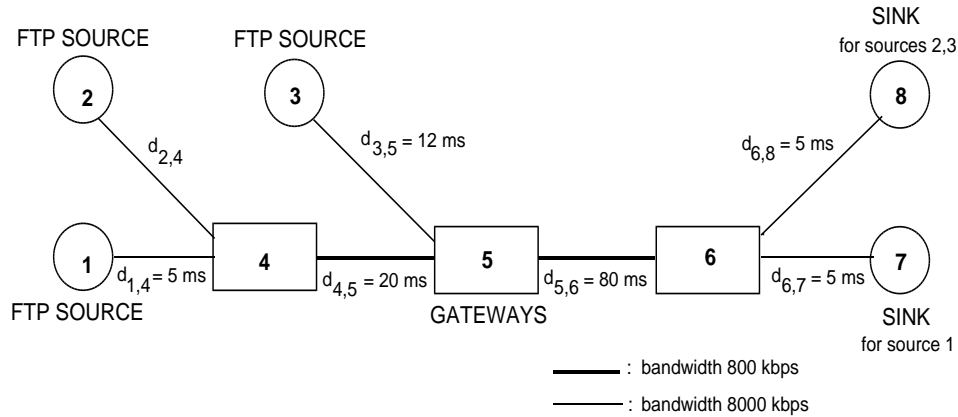 FTP SOURCE
FTP SOURCE
SINK
for sources 2,3
2
3
8
d2,4
d3,5 = 12 ms
d6,8 = 5 ms
1
4
5
6
7
d1,4 = 5 ms
d4,5 = 20 ms
d5,6 = 80 ms
d6,7 = 5 ms
FTP SOURCE
GATEWAYS
SINK
for source 1
: bandwidth 800 kbps
: bandwidth 8000 kbps